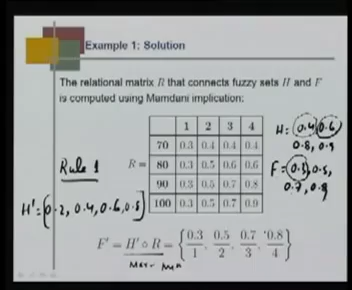 Example 1: Solution
The relational matrix R that connects fuzzy sets H and F
is computed using Mamdani implication:
1 2 3 4
70 0.3 0.4 0.4 0.4
R = 80 0.3 0.5 0.6 0.6
90 0.3 0.5 0.7 0.8
100 0.3 0.5 0.7 0.9
H = 0.4, 0.6
0.8, 0.9
F = 0.3, 0.5,
0.7, 0.9
Rule 1
H' = [0.2, 0.4, 0.6, 0.8]
F' = H' ∘ R = { 0.3/1, 0.5/2, 0.7/3, 0.8/4 }
Max-Min